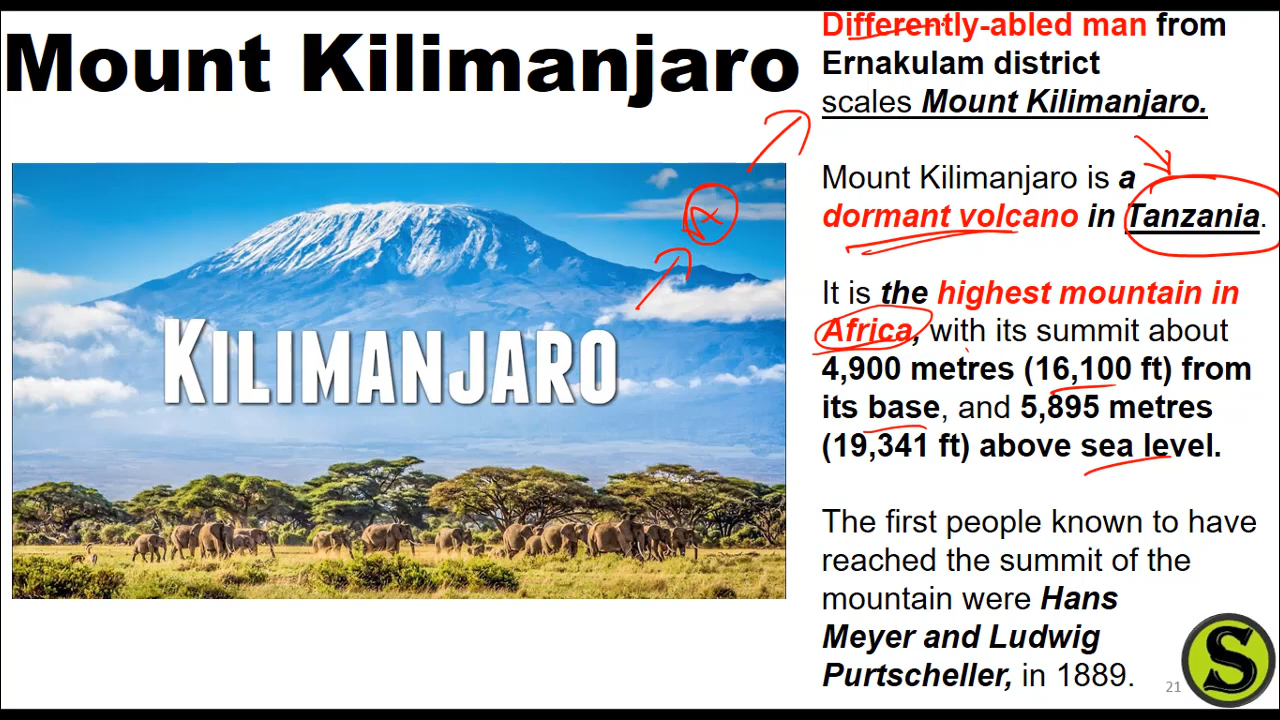 Mount Kilimanjaro
KILIMANJARO
Differently-abled man from
Ernakulam district
scales Mount Kilimanjaro.
Mount Kilimanjaro is a
dormant volcano in Tanzania.
It is the highest mountain in
Africa, with its summit about
4,900 metres (16,100 ft) from
its base, and 5,895 metres
(19,341 ft) above sea level.
The first people known to have
reached the summit of the
mountain were Hans
Meyer and Ludwig
Purtscheller, in 1889.
21
S